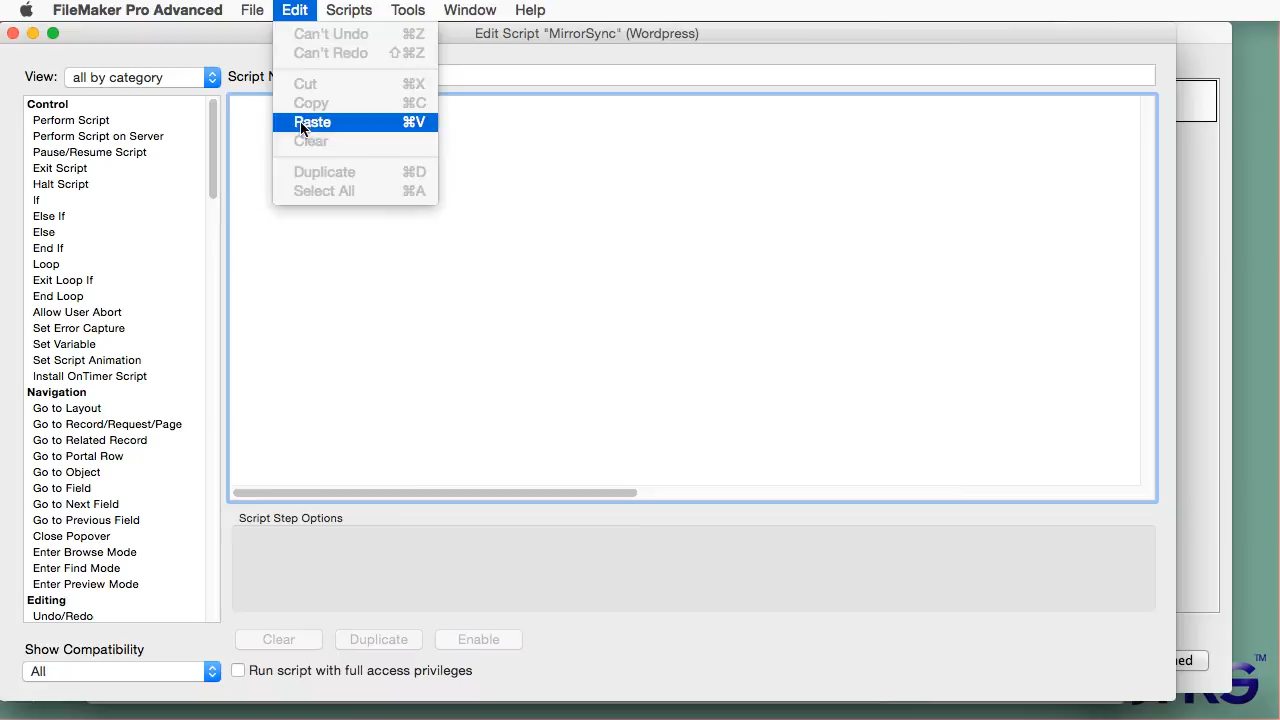 FileMaker Pro Advanced File Edit Scripts Tools Window Help
Edit Script "MirrorSync" (Wordpress)
Can't Undo ⌘Z
Can't Redo ⇧⌘Z
Cut ⌘X
Copy ⌘C
Paste ⌘V
Clear
Duplicate ⌘D
Select All ⌘A
View: all by category
Script N
Control
Perform Script
Perform Script on Server
Pause/Resume Script
Exit Script
Halt Script
If
Else If
Else
End If
Loop
Exit Loop If
End Loop
Allow User Abort
Set Error Capture
Set Variable
Set Script Animation
Install OnTimer Script
Navigation
Go to Layout
Go to Record/Request/Page
Go to Related Record
Go to Portal Row
Go to Object
Go to Field
Go to Next Field
Go to Previous Field
Close Popover
Enter Browse Mode
Enter Find Mode
Enter Preview Mode
Editing
Undo/Redo
Show Compatibility
All
Script Step Options
Clear Duplicate Enable
Run script with full access privileges
ned
TM